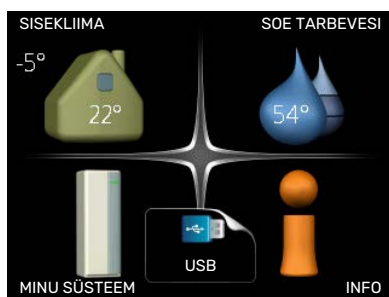 SISEKLIIMA
SOE TARBEVESI
-5°
22°
54°
USB
MINU SÜSTEEM
INFO